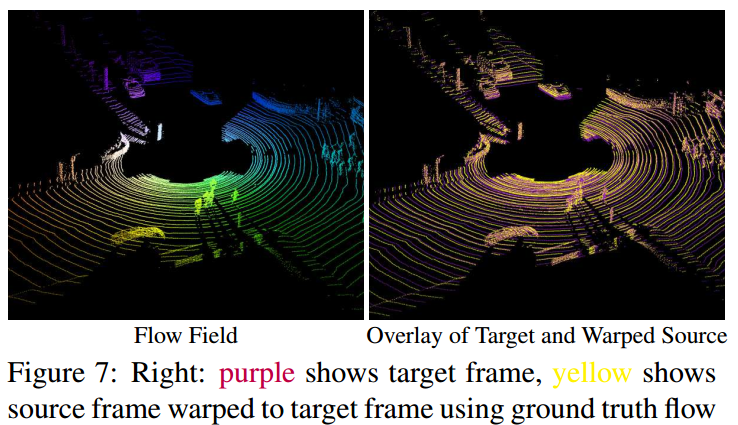 Flow Field
Overlay of Target and Warped Source
Figure 7: Right: purple shows target frame, yellow shows
source frame warped to target frame using ground truth flow